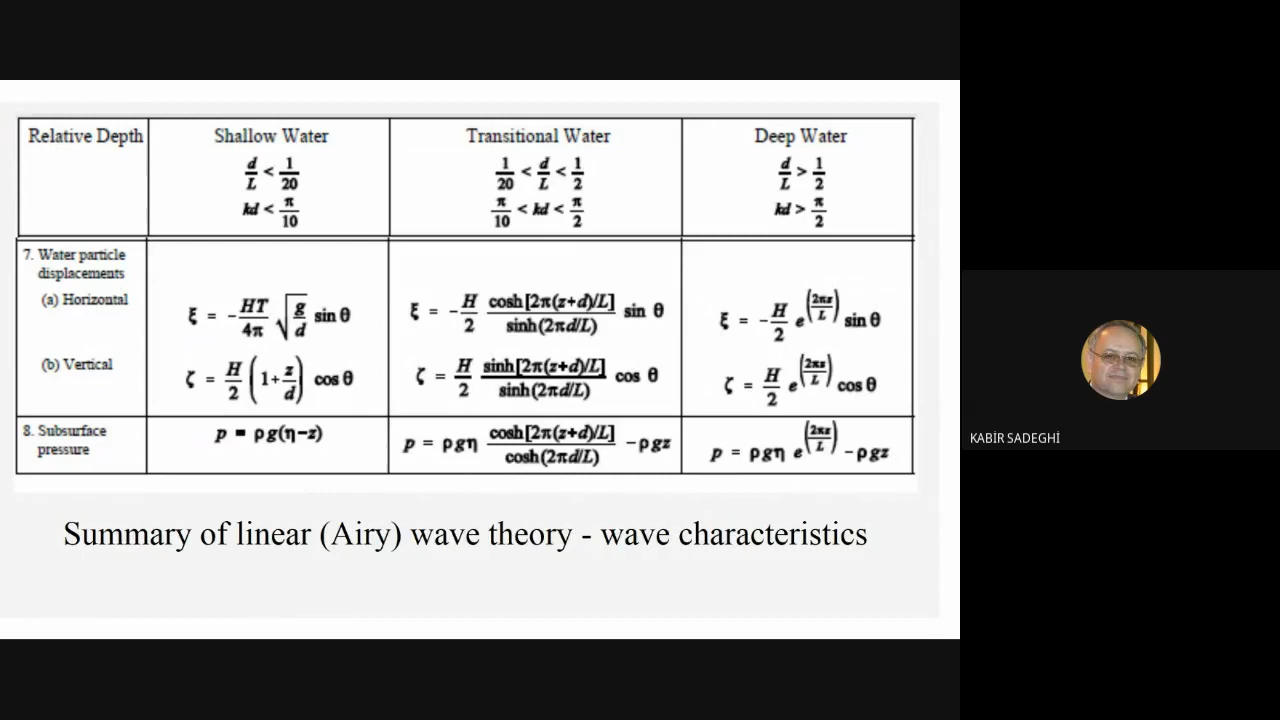 Relative Depth Shallow Water Transitional Water Deep Water
d/L < 1/20 1/20 < d/L < 1/2 d/L > 1/2
kd < π/10 π/10 < kd < π/2 kd > π/2
7. Water particle
displacements
(a) Horizontal ξ = -HT/4π √(g/d) sin θ ξ = -H/2 cosh[2π(z+d)/L]/sinh(2πd/L) sin θ ξ = -H/2 e^(2πz/L) sin θ
(b) Vertical ζ = H/2 (1+z/d) cos θ ζ = H/2 sinh[2π(z+d)/L]/sinh(2πd/L) cos θ ζ = H/2 e^(2πz/L) cos θ
8. Subsurface
pressure p = ρg(η-z) p = ρgη cosh[2π(z+d)/L]/cosh(2πd/L) -ρgz p = ρgη e^(2πz/L) -ρgz
Summary of linear (Airy) wave theory - wave characteristics
KABİR SADEGHİ